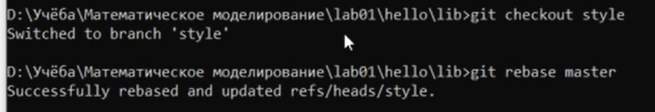 D:\Учёба\Математическое моделирование\lab01\hello\lib>git checkout style
Switched to branch 'style'
D:\Учёба\Математическое моделирование\lab01\hello\lib>git rebase master
Successfully rebased and updated refs/heads/style.